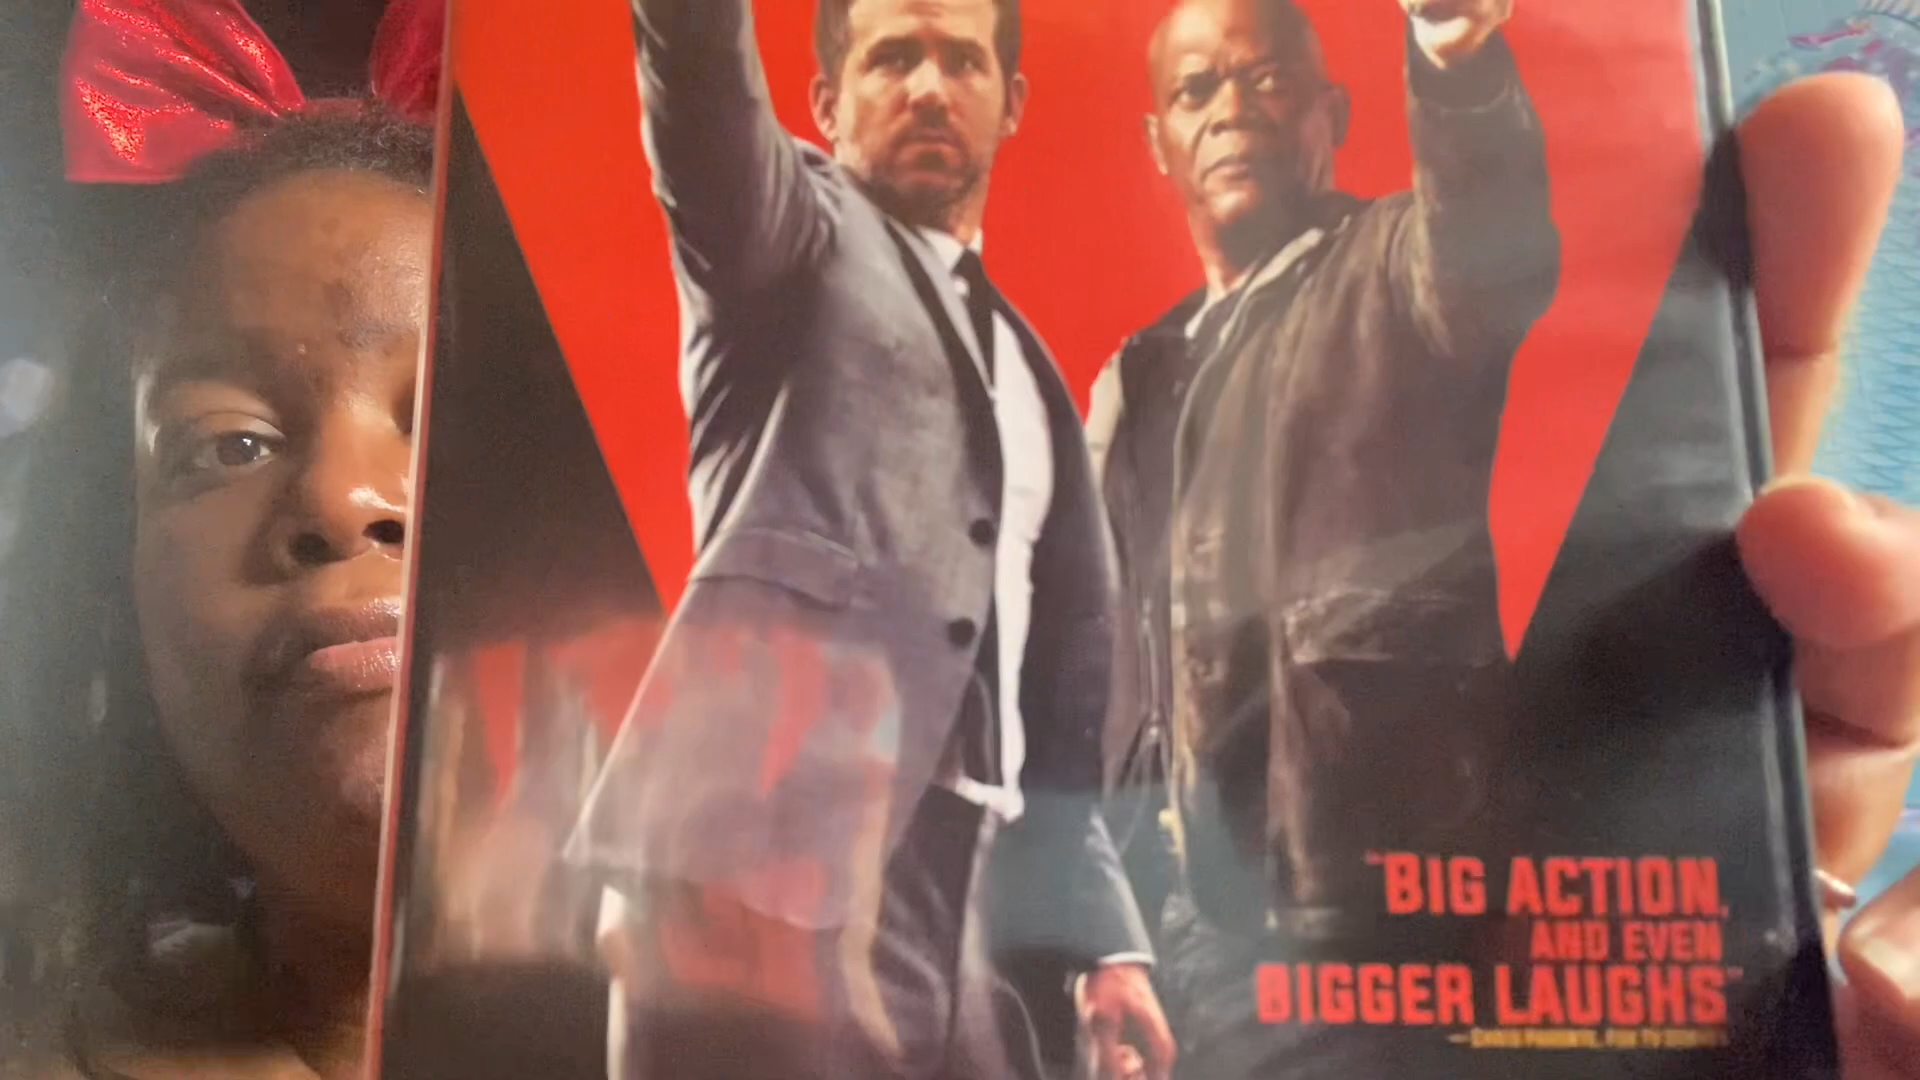 "BIG ACTION,
AND EVEN
BIGGER LAUGHS"